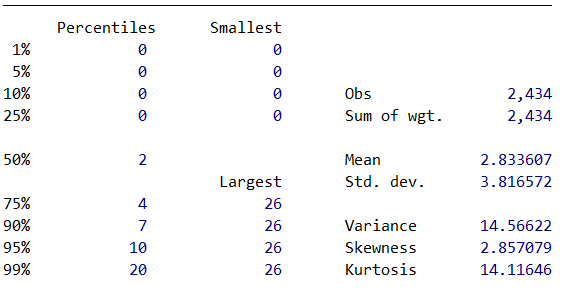 Percentiles Smallest
1% 0 0
5% 0 0
10% 0 0 Obs 2,434
25% 0 0 Sum of wgt. 2,434
50% 2 Mean 2.833607
Largest Std. dev. 3.816572
75% 4 26
90% 7 26 Variance 14.56622
95% 10 26 Skewness 2.857079
99% 20 26 Kurtosis 14.11646